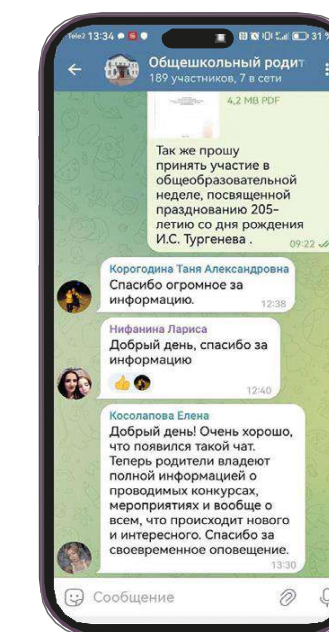 Tele2 13:34
31
Общешкольный родит
189 участников, 7 в сети
4,2 MB PDF
Так же прошу
принять участие в
общеобразовательной
неделе, посвященной
празднованию 205-
летию со дня рождения
И.С. Тургенева .
09:22
Корогодина Таня Александровна
Спасибо огромное за
информацию.
12:38
Нифанина Лариса
Добрый день, спасибо за
информацию
12:40
Косолапова Елена
Добрый день! Очень хорошо,
что появился такой чат.
Теперь родители владеют
полной информацией о
проводимых конкурсах,
мероприятиях и вообще о
всем, что происходит нового
и интересного. Спасибо за
своевременное оповещение.
13:30
Сообщение